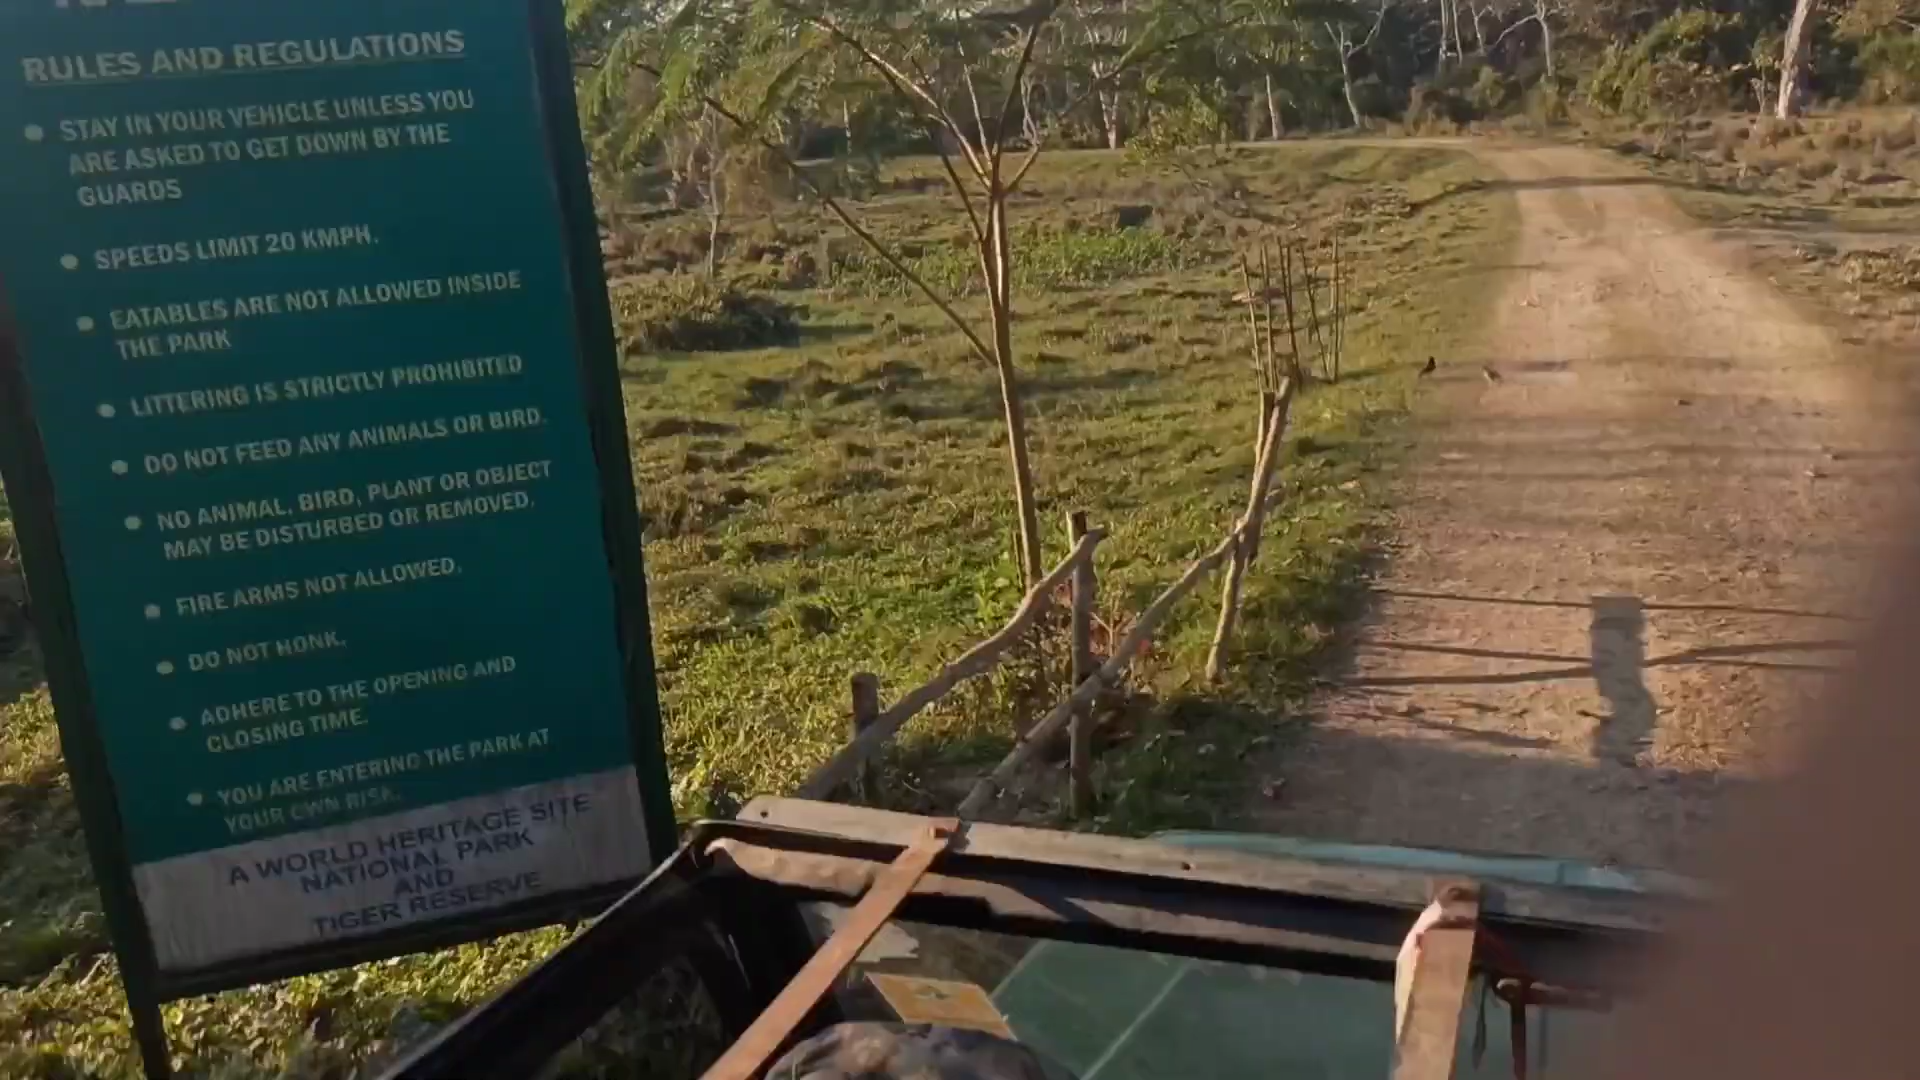 RULES AND REGULATIONS
STAY IN YOUR VEHICLE UNLESS YOU
ARE ASKED TO GET DOWN BY THE
GUARDS
SPEEDS LIMIT 20 KMPH.
EATABLES ARE NOT ALLOWED INSIDE
THE PARK
LITTERING IS STRICTLY PROHIBITED
DO NOT FEED ANY ANIMALS OR BIRD.
NO ANIMAL, BIRD, PLANT OR OBJECT
MAY BE DISTURBED OR REMOVED.
FIRE ARMS NOT ALLOWED.
DO NOT HONK.
ADHERE TO THE OPENING AND
CLOSING TIME.
YOU ARE ENTERING THE PARK AT
YOUR OWN RISK.
A WORLD HERITAGE SITE
NATIONAL PARK
AND
TIGER RESERVE